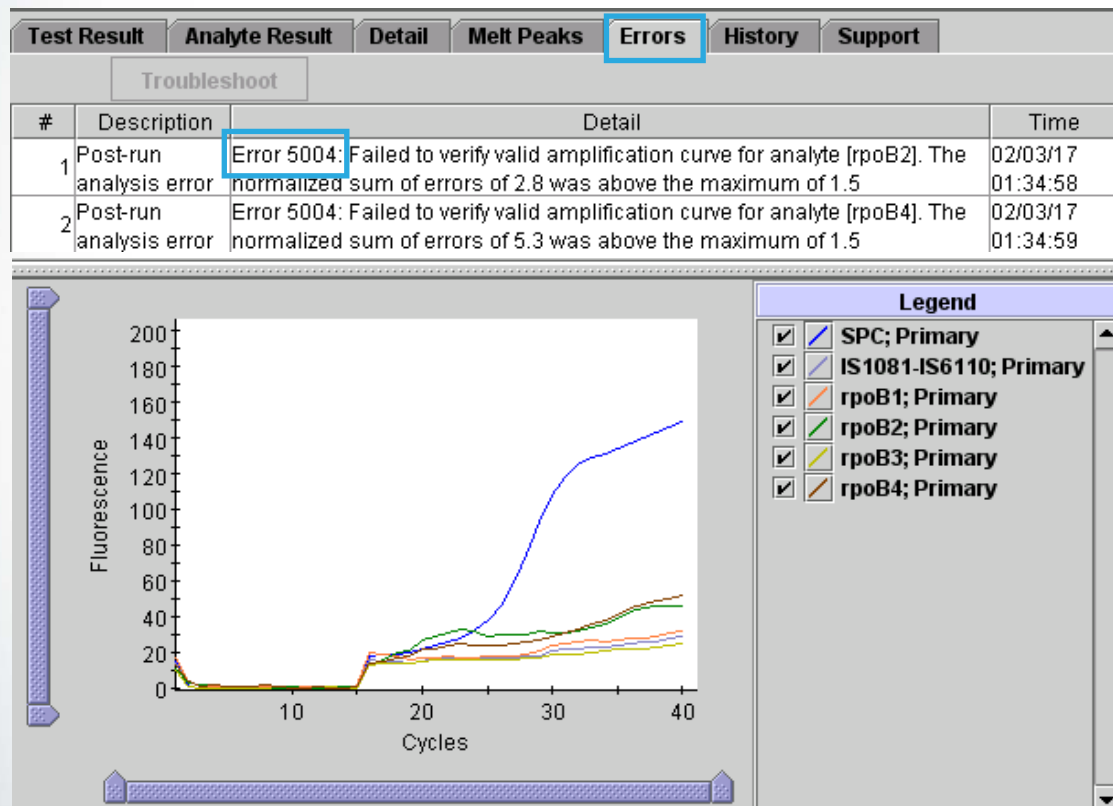 Test Result Analyte Result Detail Melt Peaks Errors History Support
Troubleshoot
# Description Detail Time
1 Post-run analysis error Error 5004: Failed to verify valid amplification curve for analyte [rpoB2]. The
normalized sum of errors of 2.8 was above the maximum of 1.5 02/03/17 01:34:58
2 Post-run analysis error Error 5004: Failed to verify valid amplification curve for analyte [rpoB4]. The
normalized sum of errors of 5.3 was above the maximum of 1.5 02/03/17 01:34:59
Legend
SPC; Primary
IS1081-IS6110; Primary
rpoB1; Primary
rpoB2; Primary
rpoB3; Primary
rpoB4; Primary
Fluorescence
200
180
160
140
120
100
80
60
40
20
0
10 20 30 40
Cycles